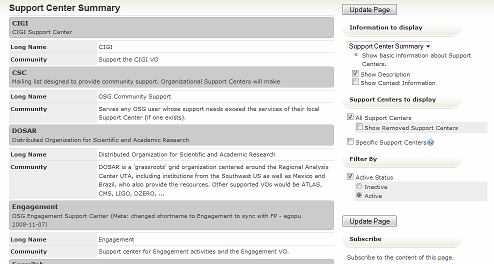 Support Center Summary
CIGI
CIGI Support Center
Long Name CIGI
Community Support the CIGI VO
CSC
Mailing list designed to provide community support. Organizational Support Centers will make
Long Name OSG Community Support
Community Serves any OSG user whose support needs exceed the services of their local
Support Center (if one exists).
DOSAR
Distributed Organization for Scientific and Academic Research
Long Name Distributed Organization for Scientific and Academic Research
Community DOSAR is a 'grassroots' grid organization centered around the Regional Analysis
Center UTA, including institutions from the Southwest US as well as Mexico and
Brazil, who also provide the resources. Other supported VOs would be ATLAS,
CMS, LIGO, DZERO, ...
Engagement
OSG Engagement Support Center (Meta: changed shortname to Engagement to sync with FP - agopu
2008-11-07)
Long Name Engagement
Community Support center for Engagement activities and the Engagement VO.
Update Page
Information to display
Support Center Summary
Show basic information about Support
Centers.
Show Description
Show Contact Information
Support Centers to display
All Support Centers
Show Removed Support Centers
Specific Support Centers
Filter By
Active Status
Inactive
Active
Update Page
Subscribe
Subscribe to the content of this page.